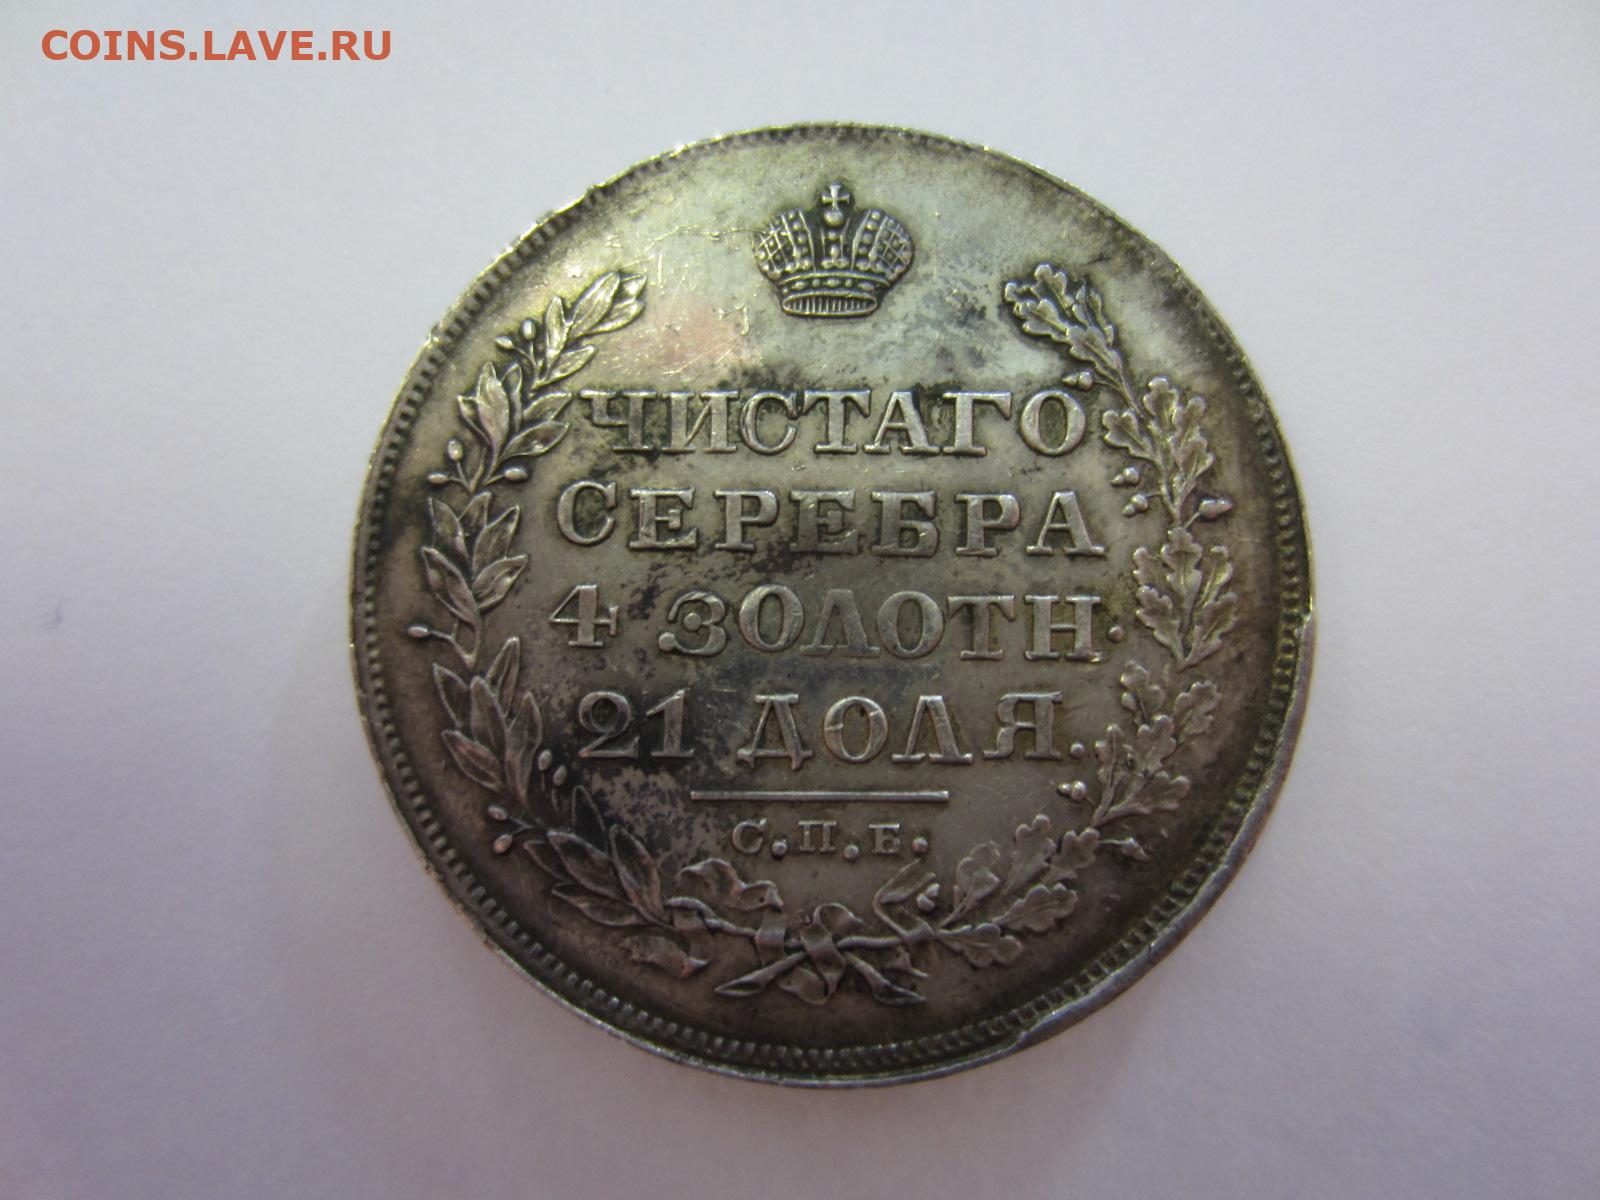 COINS.LAVE.RU
ЧИСТАГО
СЕРЕБРА
4 ЗОЛОТН.
21 ДОЛЯ.
С.П.Б.